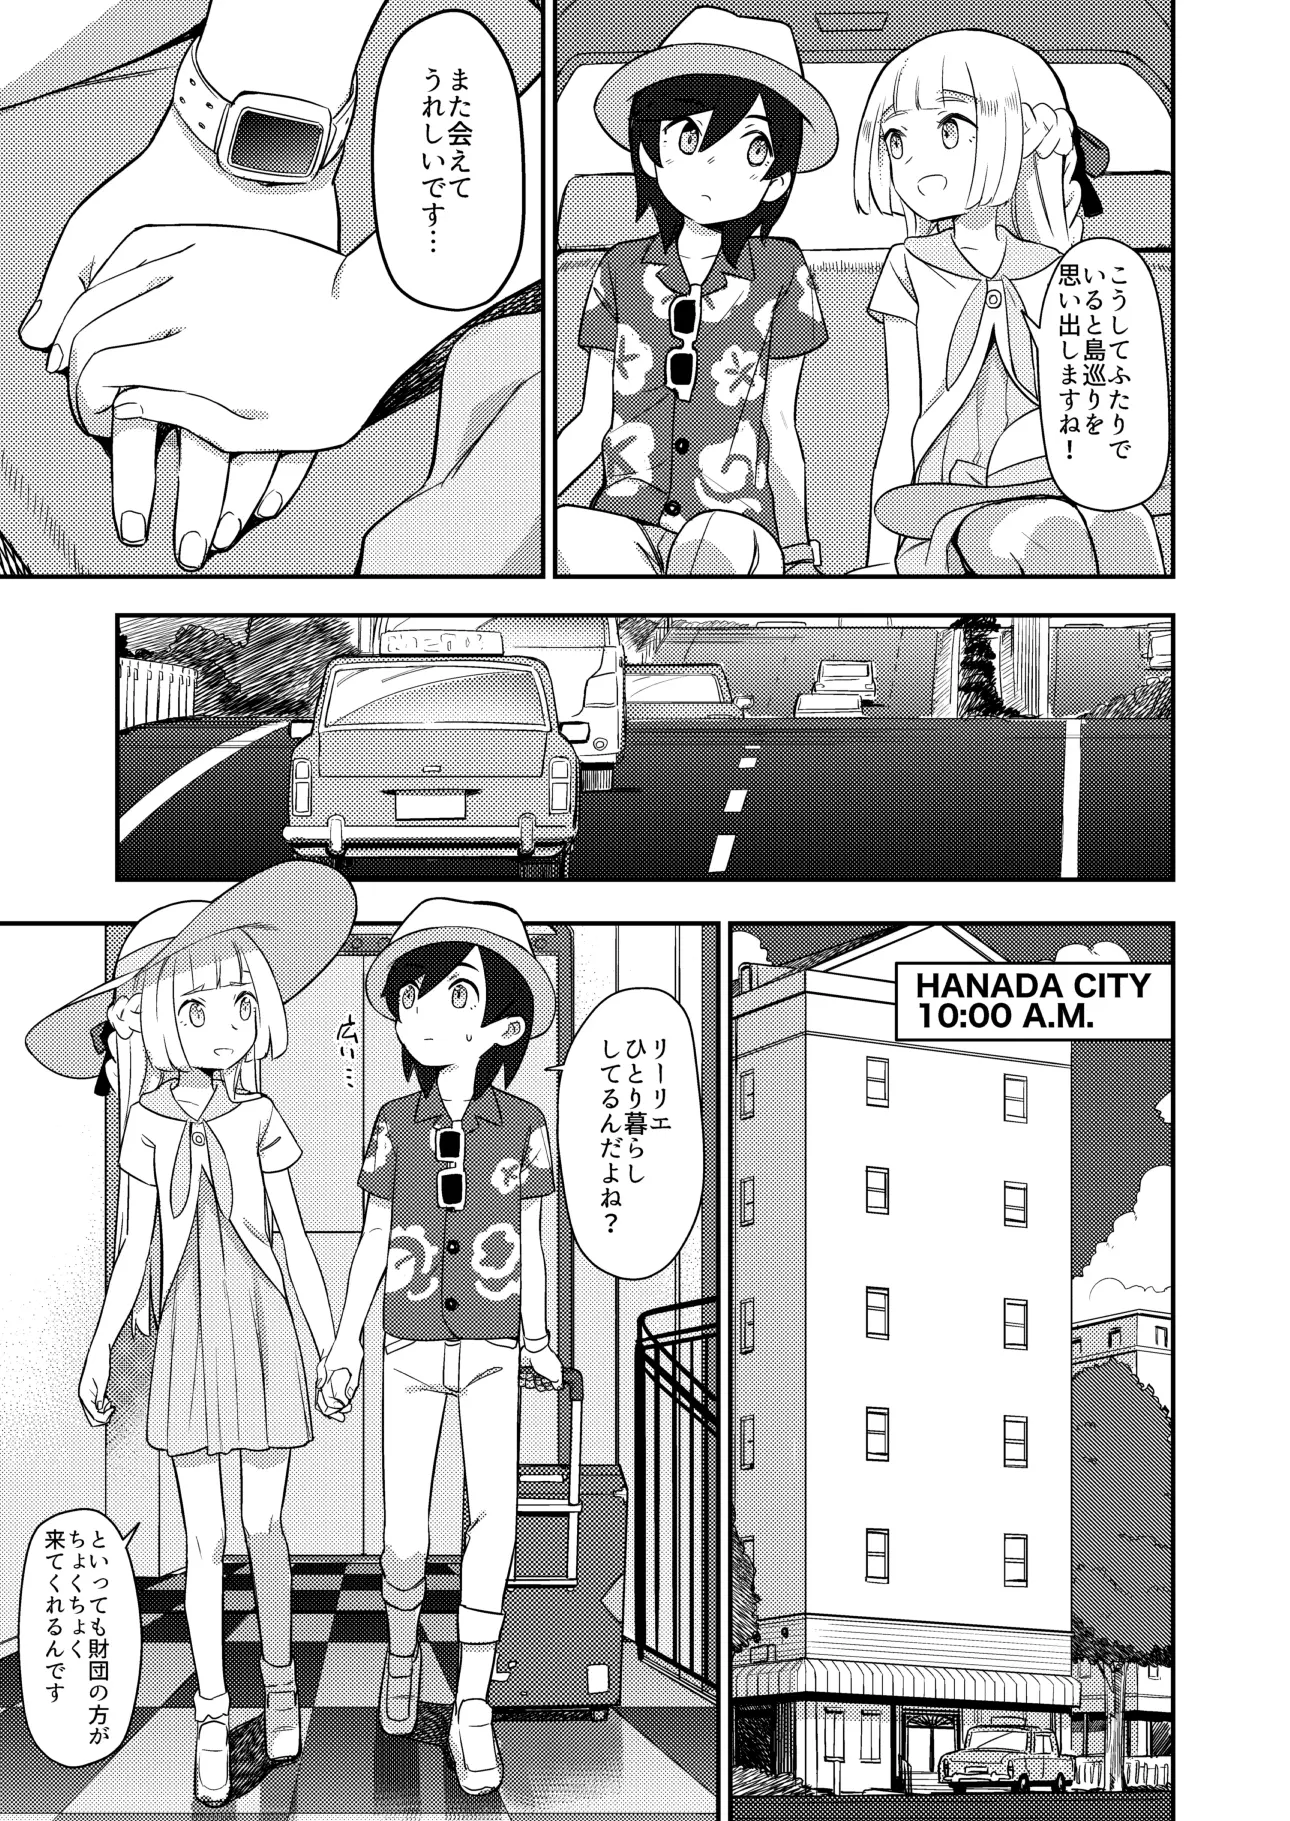 こうしてふたりで
いると島巡りを
思い出しますね！
また会えて
うれしいです…
HANADA CITY
10:00 A.M.
リーリエ
ひとり暮らし
してるんだよね？
広い…
といっても財団の方が
ちょくちょく
来てくれるんです